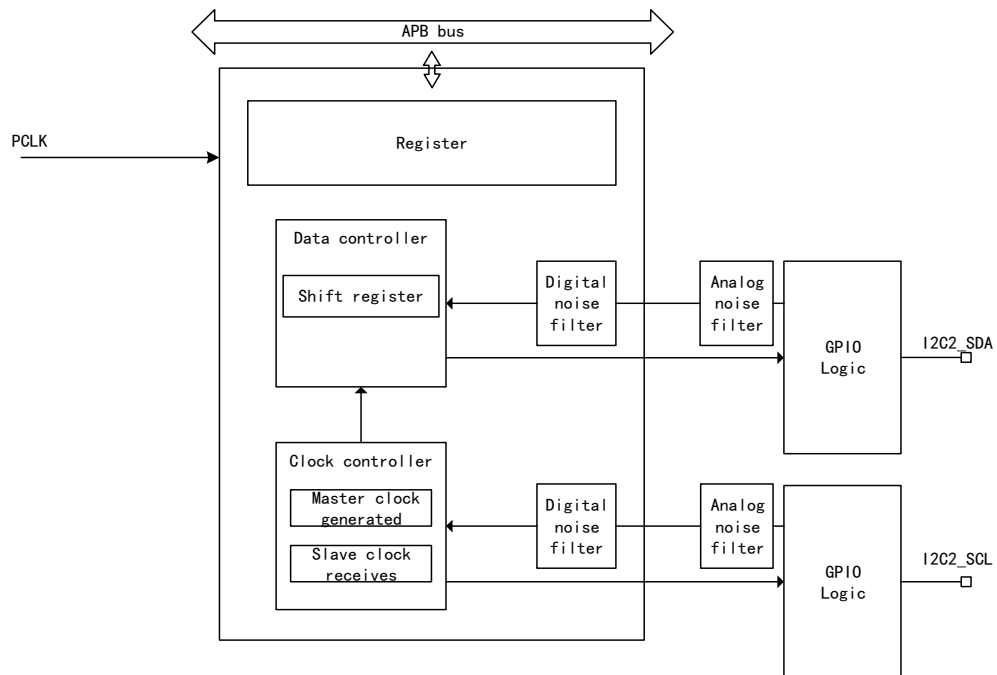 APB bus
PCLK
Register
Data controller
Shift register
Digital
noise
filter
Analog
noise
filter
GPIO
Logic
I2C2_SDA
Clock controller
Master clock
generated
Slave clock
receives
Digital
noise
filter
Analog
noise
filter
GPIO
Logic
I2C2_SCL